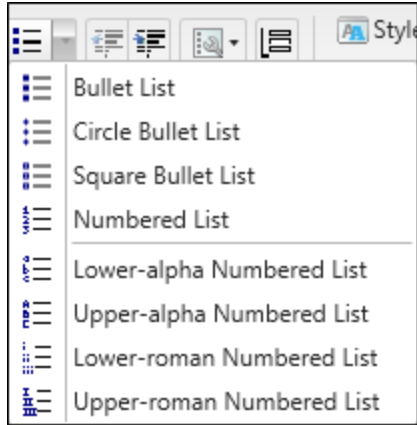 Style
Bullet List
Circle Bullet List
Square Bullet List
Numbered List
Lower-alpha Numbered List
Upper-alpha Numbered List
Lower-roman Numbered List
Upper-roman Numbered List